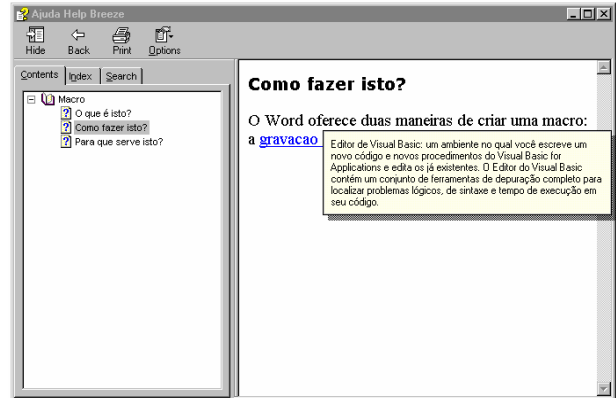 Ajuda Help Breeze
Hide Back Print Options
Contents Index Search
Macro
O que é isto?
Como fazer isto?
Para que serve isto?
Como fazer isto?
O Word oferece duas maneiras de criar uma macro:
a gravacao
Editor de Visual Basic: um ambiente no qual você escreve um
novo código e novos procedimentos do Visual Basic for
Applications e edita os já existentes. O Editor do Visual Basic
contém um conjunto de ferramentas de depuração completo para
localizar problemas lógicos, de sintaxe e tempo de execução em
seu código.